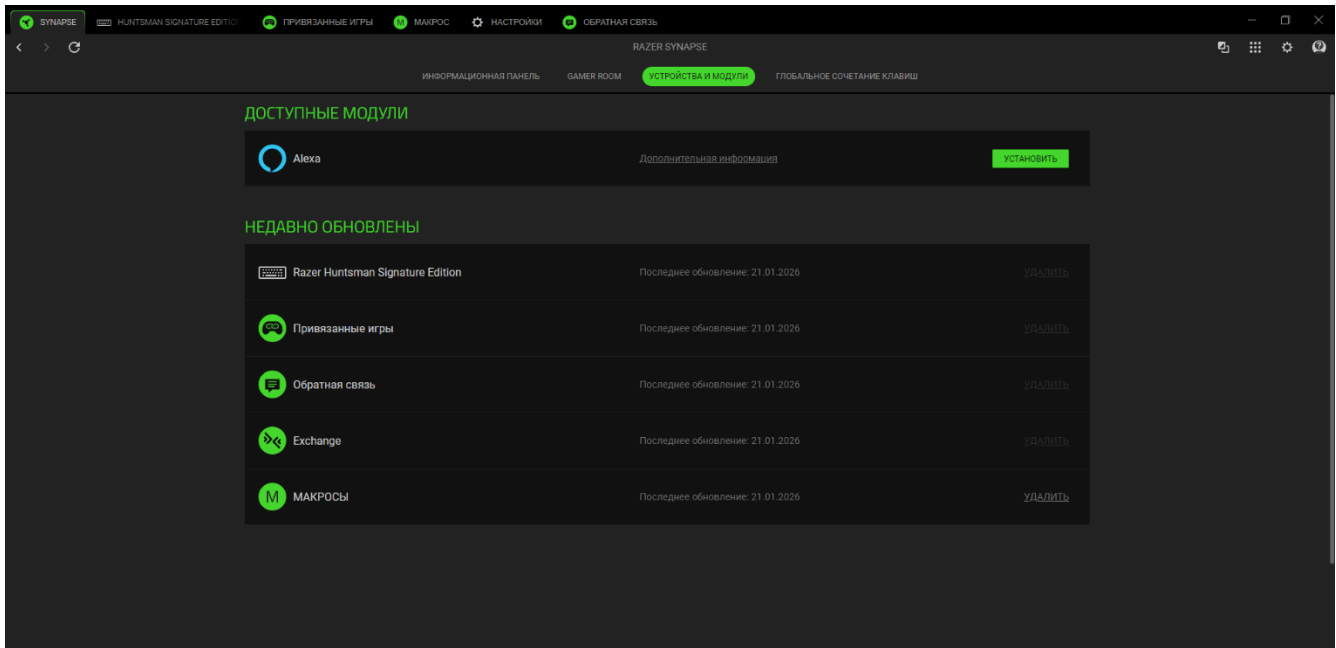 SYNAPSE HUNTSMAN SIGNATURE EDITIO ПРИВЯЗАННЫЕ ИГРЫ M МАКРОС НАСТРОЙКИ ОБРАТНАЯ СВЯЗЬ
RAZER SYNAPSE
ИНФОРМАЦИОННАЯ ПАНЕЛЬ GAMER ROOM УСТРОЙСТВА И МОДУЛИ ГЛОБАЛЬНОЕ СОЧЕТАНИЕ КЛАВИШ
ДОСТУПНЫЕ МОДУЛИ
Alexa Дополнительная информация УСТАНОВИТЬ
НЕДАВНО ОБНОВЛЕНЫ
Razer Huntsman Signature Edition Последнее обновление: 21.01.2026 УДАЛИТЬ
Привязанные игры Последнее обновление: 21.01.2026 УДАЛИТЬ
Обратная связь Последнее обновление: 21.01.2026 УДАЛИТЬ
Exchange Последнее обновление: 21.01.2026 УДАЛИТЬ
M МАКРОСЫ Последнее обновление: 21.01.2026 УДАЛИТЬ